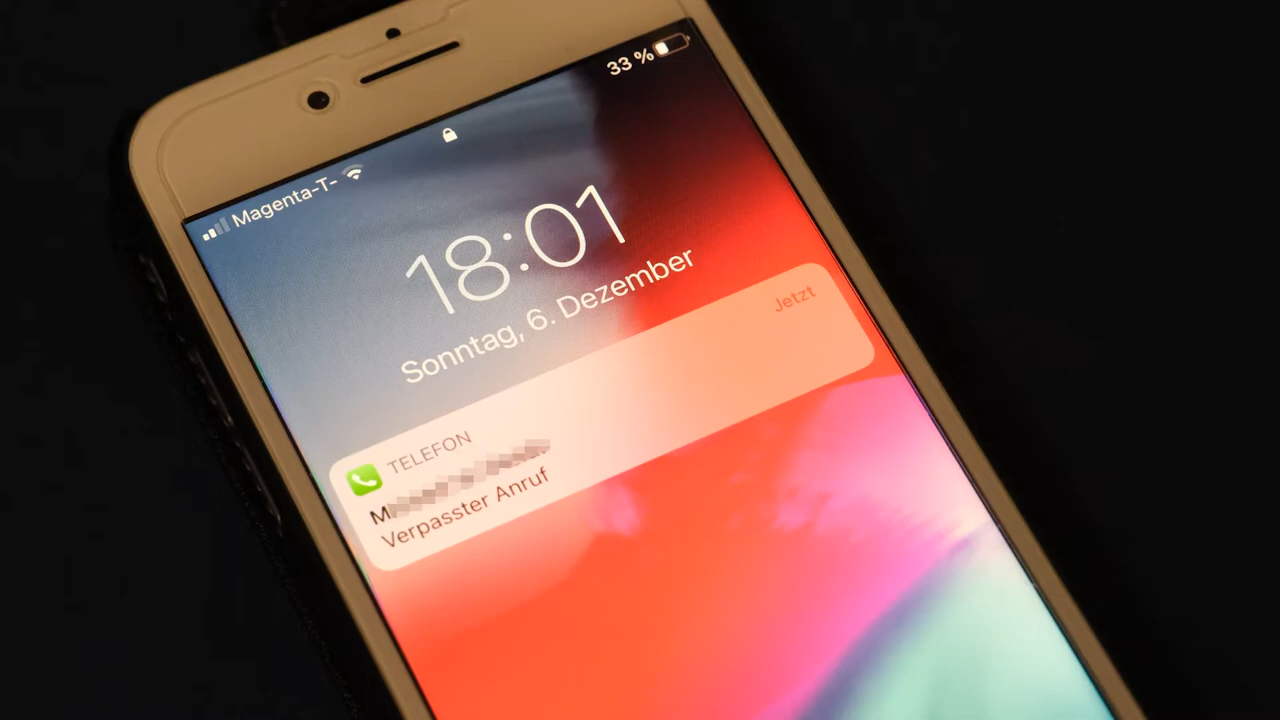 33 %
Magenta-T-
18:01
Sonntag, 6. Dezember
Jetzt
TELEFON
Verpasster Anruf